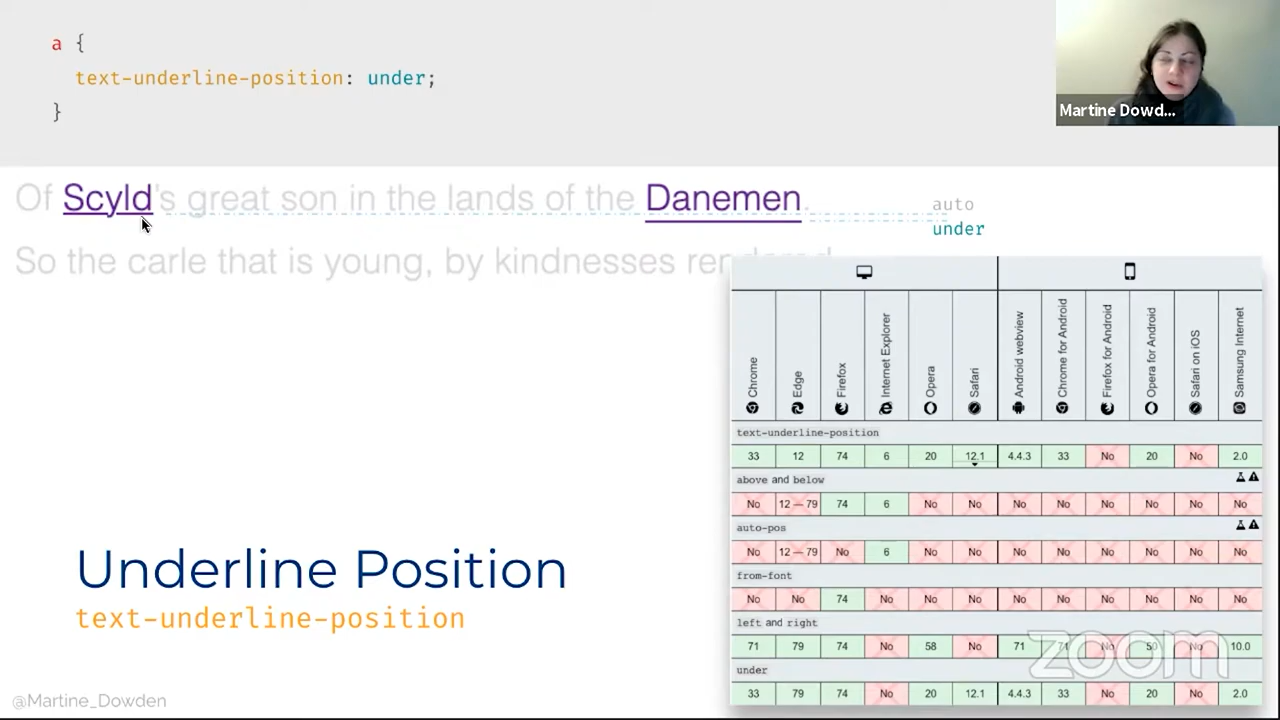 a {
text-underline-position: under;
}
Martine Dowd...
Of Scyld's great son in the lands of the Danemen.
auto
under
So the carle that is young, by kindnesses rendered
Chrome
Edge
Firefox
Internet Explorer
Opera
Safari
Android webview
Chrome for Android
Firefox for Android
Opera for Android
Safari on iOS
Samsung Internet
text-underline-position
33 12 74 6 20 12.1 4.4.3 33 No 20 No 2.0
above and below
No 12 — 79 74 6 No No No No No No No No
auto-pos
No 12 — 79 No 6 No No No No No No No No
from-font
No No 74 No No No No No No No No No
left and right
71 79 74 No 58 No 71 71 No 50 No 10.0
under
33 79 74 No 20 12.1 4.4.3 33 No 20 No 2.0
zoom
Underline Position
text-underline-position
@Martine_Dowden